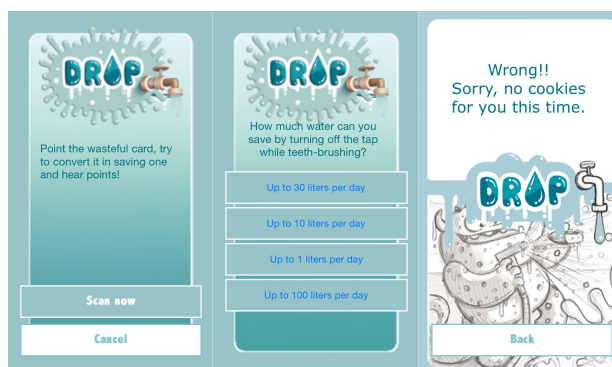 DROP
Point the wasteful card, try
to convert it in saving one
and hear points!
Scan now
Cancel
DROP
How much water can you
save by turning off the tap
while teeth-brushing?
Up to 30 liters per day
Up to 10 liters per day
Up to 1 liters per day
Up to 100 liters per day
Wrong!!
Sorry, no cookies
for you this time.
DROP
Back